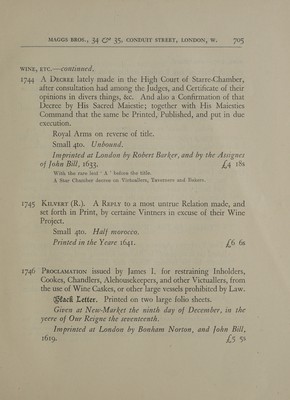 MAGGS BROS., 34 & 35, CONDUIT STREET, LONDON, W. 705
WINE, ETC.—continued.
1744 A DECREE lately made in the High Court of Starre-Chamber,
after consultation had among the Judges, and Certificate of their
opinions in divers things, &c. And also a Confirmation of that
Decree by His Sacred Maiestie; together with His Maiesties
Command that the same be Printed, Published, and put in due
execution.
Royal Arms on reverse of title.
Small 4to. Unbound.
Imprinted at London by Robert Barker, and by the Assignes
of John Bill, 1633. £4 18s
With the rare leaf "A" before the title.
A Star Chamber decree on Victuallers, Taverners and Bakers.
1745 KILVERT (R.). A REPLY to a most untrue Relation made, and
set forth in Print, by certaine Vintners in excuse of their Wine
Project.
Small 4to. Half morocco.
Printed in the Yeare 1641. £6 6s
1746 PROCLAMATION issued by James I. for restraining Inholders,
Cookes, Chandlers, Alehousekeepers, and other Victuallers, from
the use of Wine Caskes, or other large vessels prohibited by Law.
Black Letter. Printed on two large folio sheets.
Given at New-Market the ninth day of December, in the
yeere of Our Reigne the seventeenth.
Imprinted at London by Bonham Norton, and John Bill,
1619. £5 5s